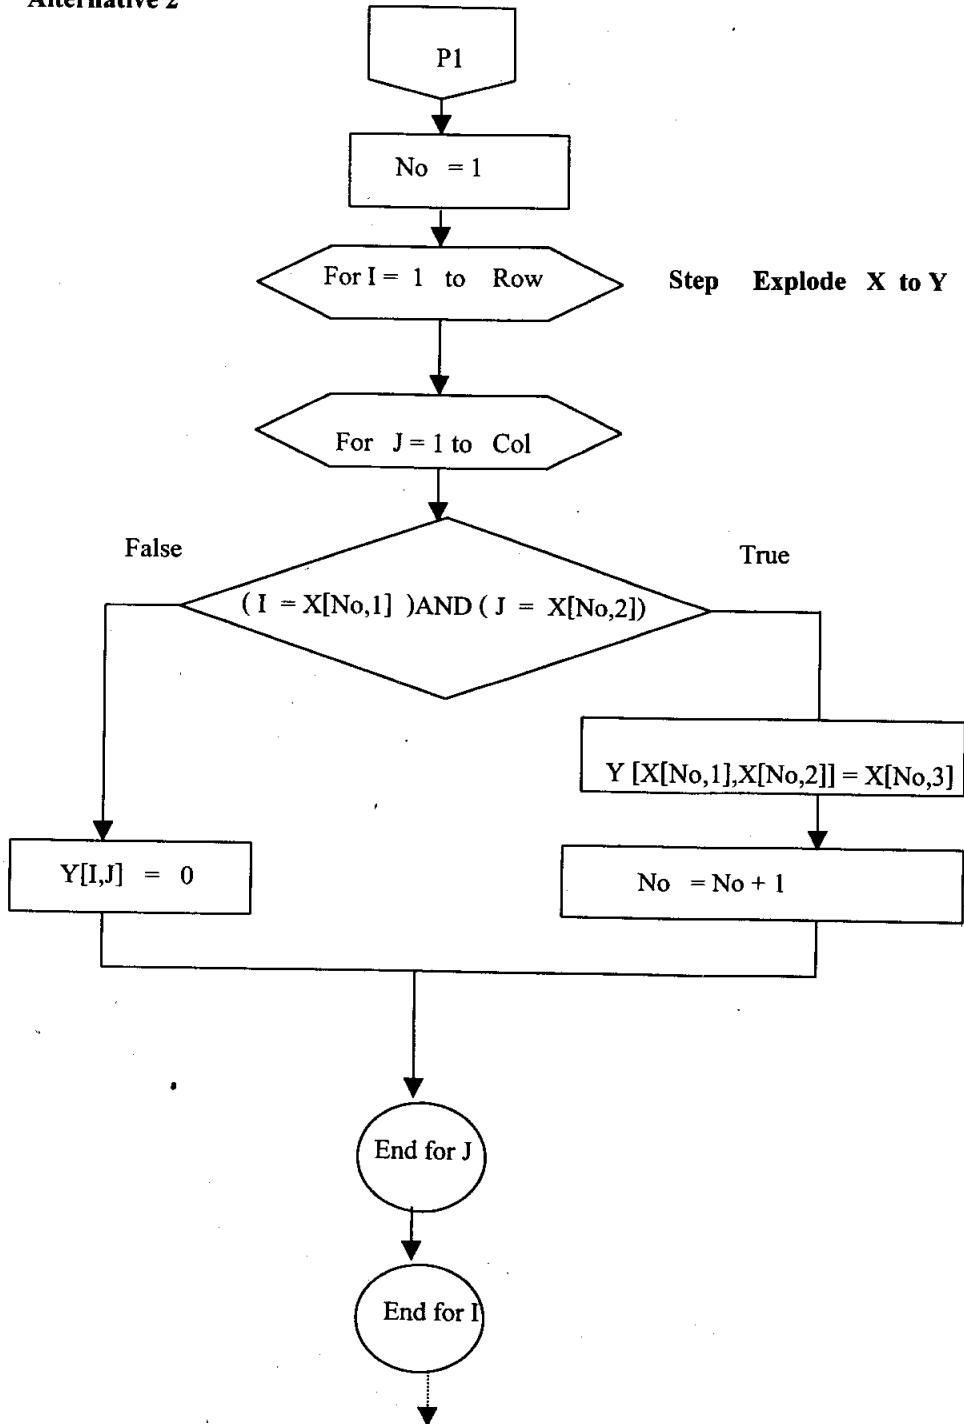 Alternative 2
P1
No = 1
For I = 1 to Row
Step Explode X to Y
For J = 1 to Col
False
True
( I = X[No,1] )AND ( J = X[No,2])
Y [X[No,1],X[No,2]] = X[No,3]
Y[I,J] = 0
No = No + 1
End for J
End for I